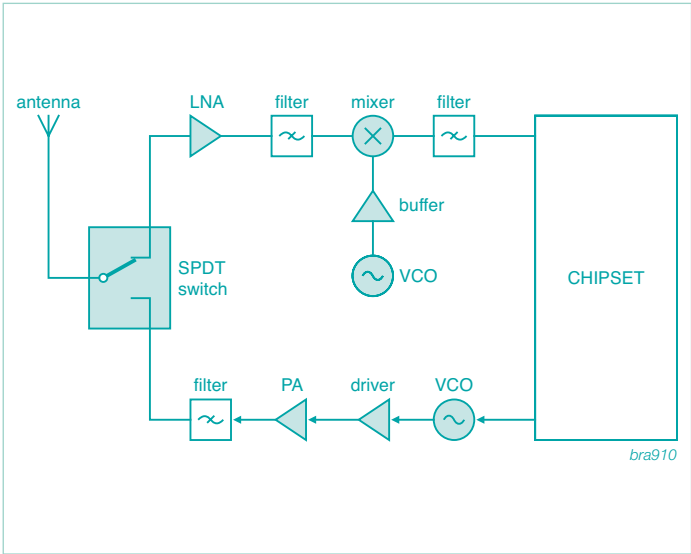 antenna
LNA
filter
mixer
filter
buffer
SPDT
switch
VCO
CHIPSET
filter
PA
driver
VCO
bra910